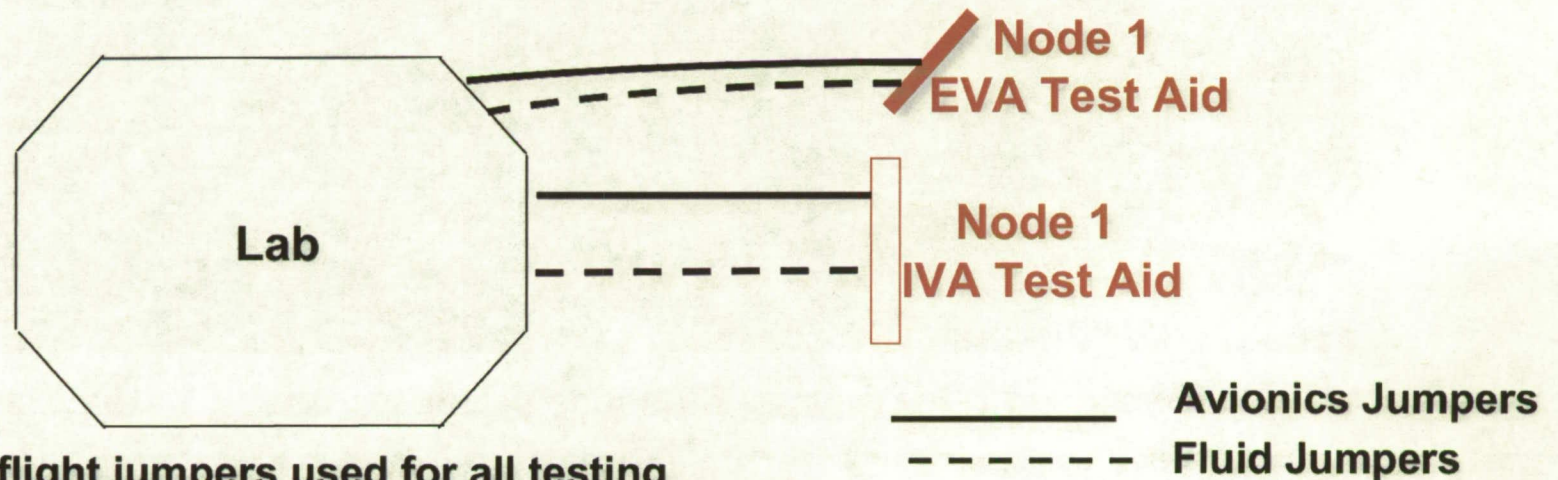 Node 1
EVA Test Aid
Lab
Node 1
IVA Test Aid
Avionics Jumpers
Fluid Jumpers
flight jumpers used for all testing